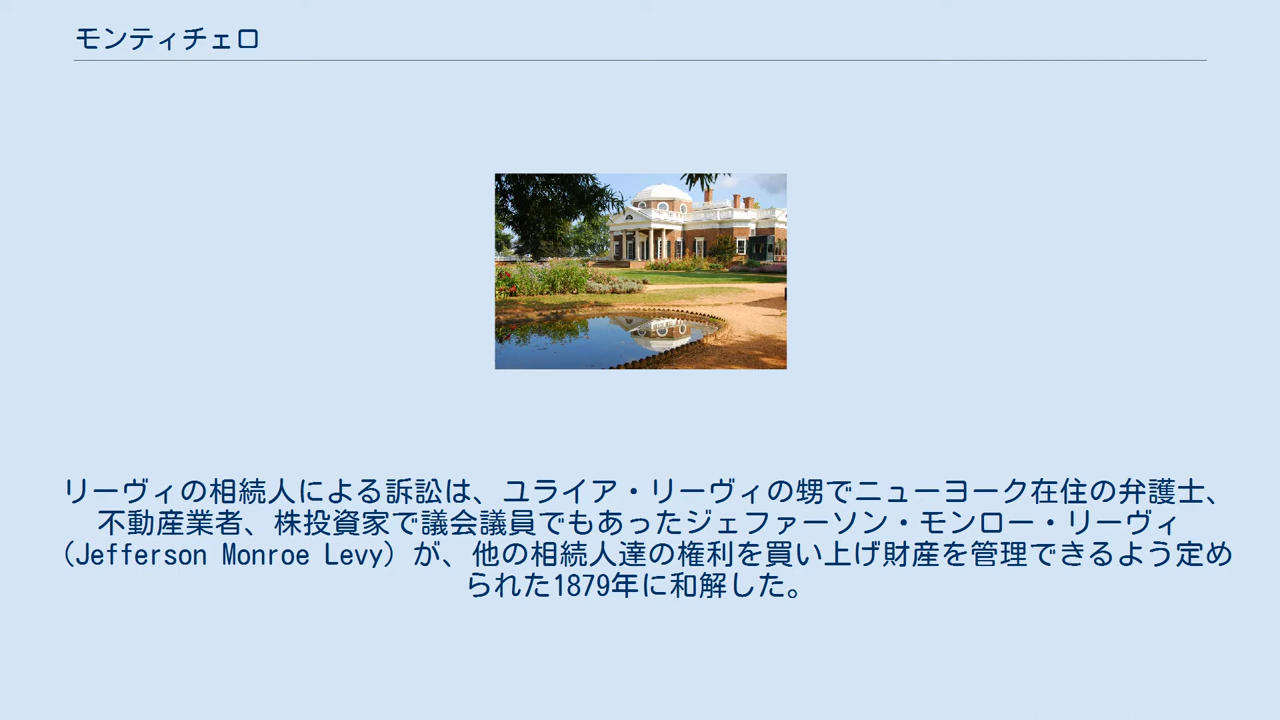 モンティチェロ
リーヴィの相続人による訴訟は、ユライア・リーヴィの甥でニューヨーク在住の弁護士、
不動産業者、株投資家で議会議員でもあったジェファーソン・モンロー・リーヴィ
（Jefferson Monroe Levy）が、他の相続人達の権利を買い上げ財産を管理できるよう定め
られた1879年に和解した。